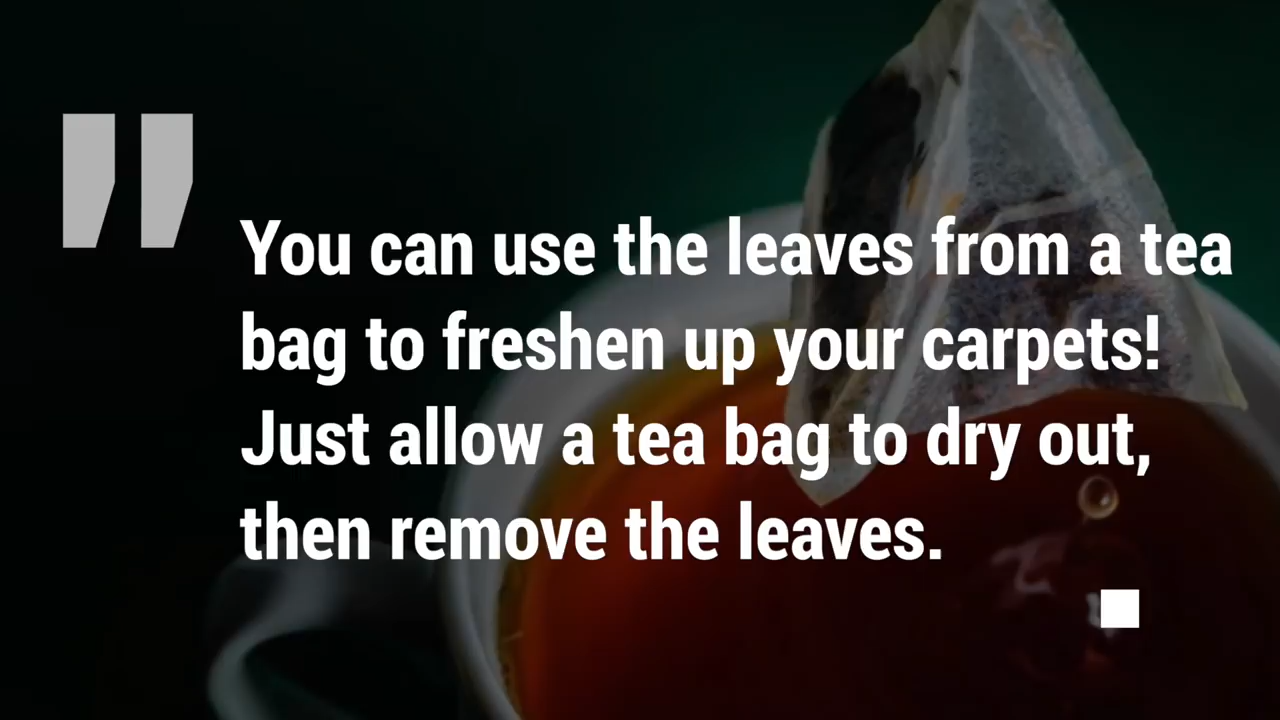 "
You can use the leaves from a tea
bag to freshen up your carpets!
Just allow a tea bag to dry out,
then remove the leaves.